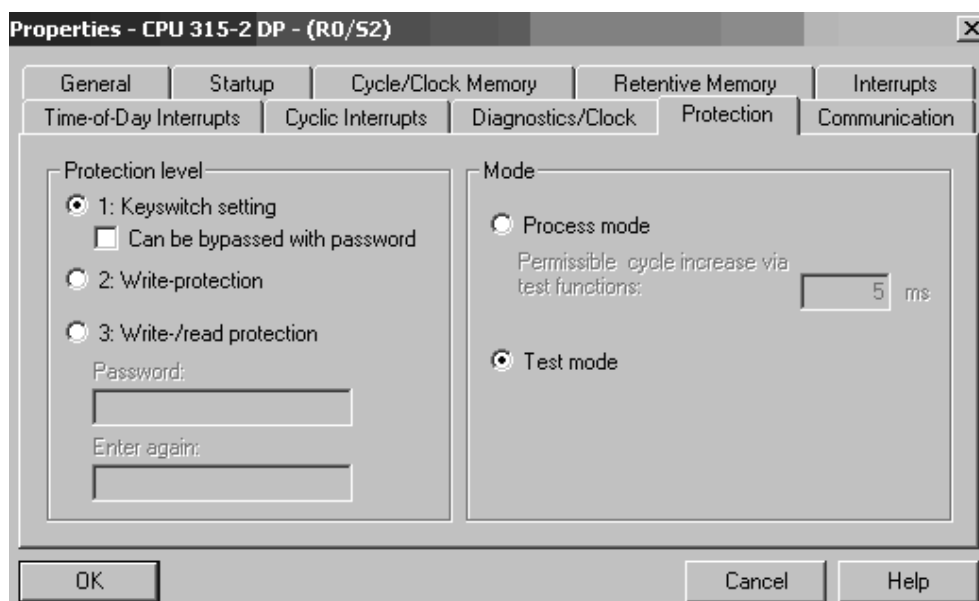 Properties - CPU 315-2 DP - (R0/S2)
General Startup Cycle/Clock Memory Retentive Memory Interrupts
Time-of-Day Interrupts Cyclic Interrupts Diagnostics/Clock Protection Communication
Protection level
1: Keyswitch setting
Can be bypassed with password
2: Write-protection
3: Write-/read protection
Password:
Enter again:
Mode
Process mode
Permissible cycle increase via
test functions:
5 ms
Test mode
OK Cancel Help